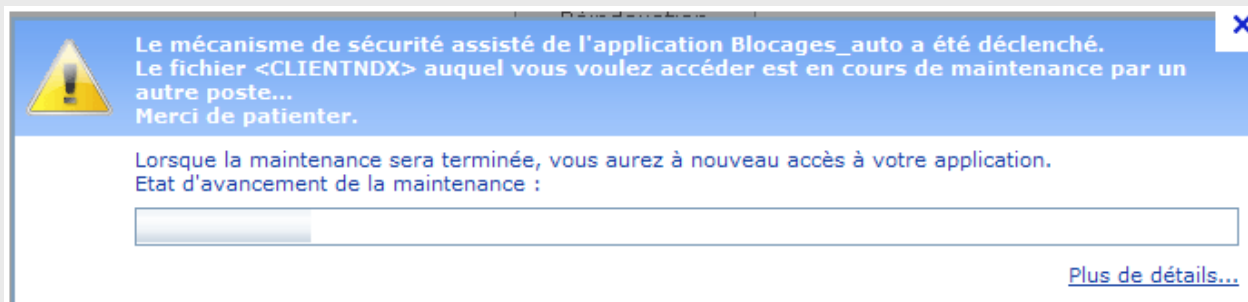 Le mécanisme de sécurité assisté de l'application Blocages_auto a été déclenché.
Le fichier <CLIENTNDX> auquel vous voulez accéder est en cours de maintenance par un
autre poste...
Merci de patienter.
Lorsque la maintenance sera terminée, vous aurez à nouveau accès à votre application.
Etat d'avancement de la maintenance :
Plus de détails...